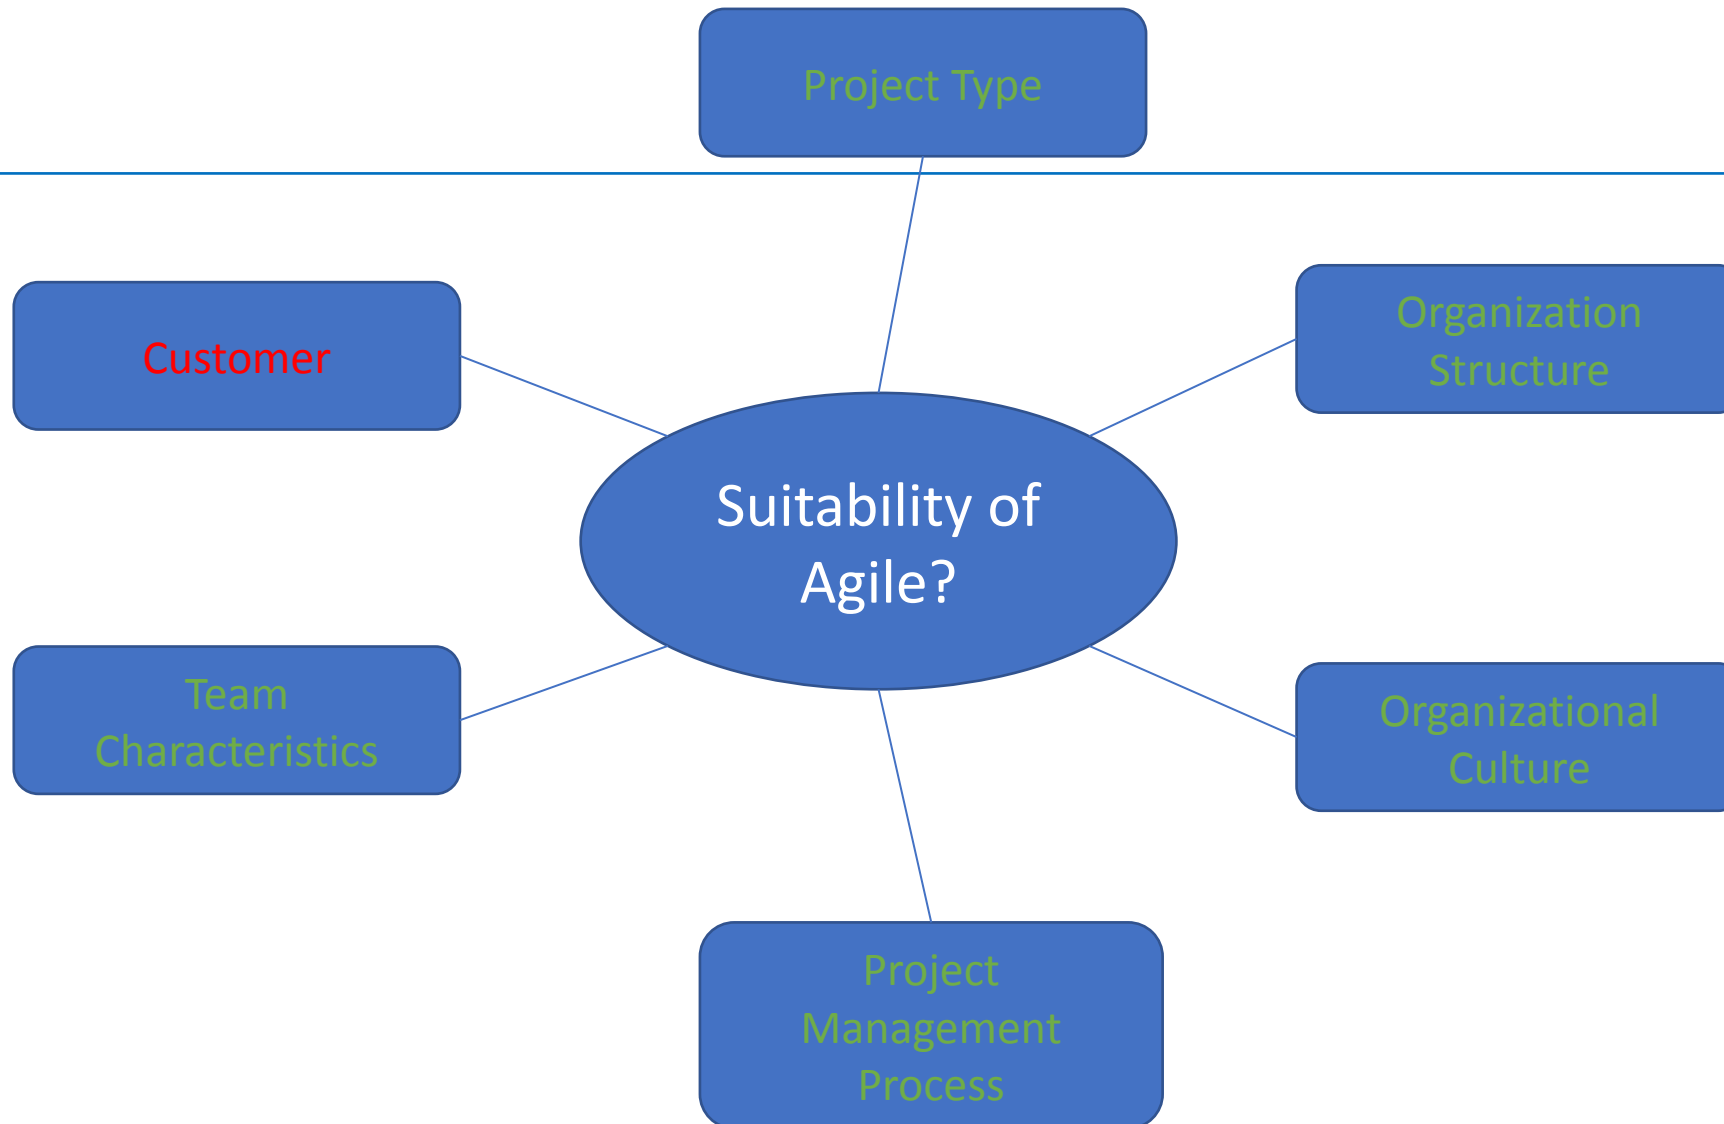 Project Type
Customer
Organization
Structure
Suitability of
Agile?
Team
Characteristics
Organizational
Culture
Project
Management
Process